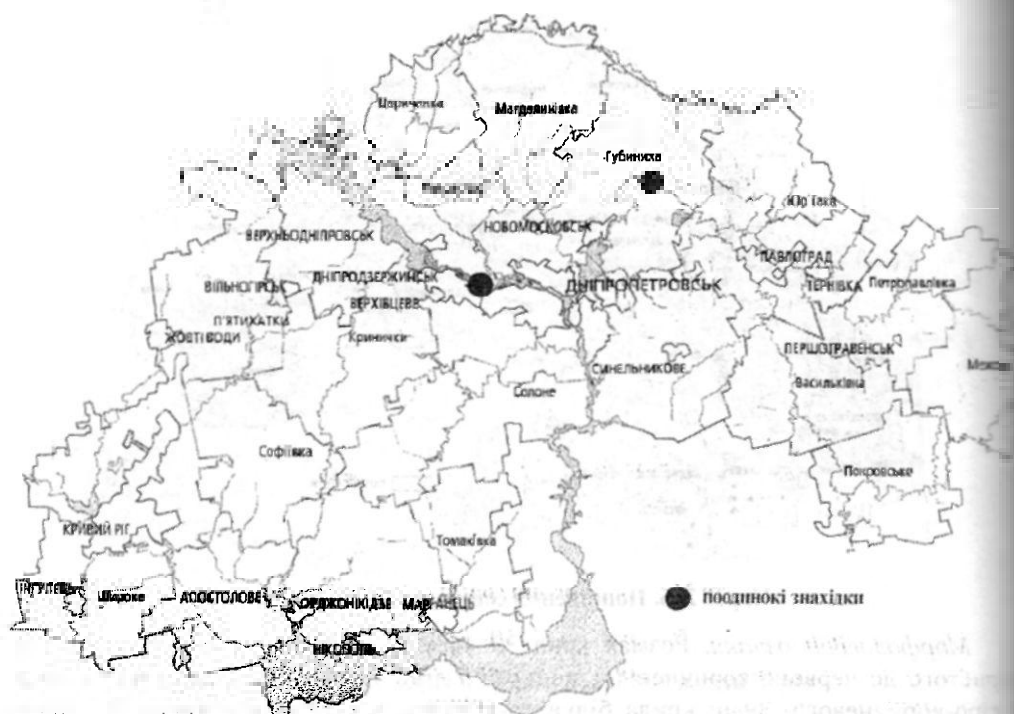 Царичанка
Магдалинівка
Губиниха
Юр'ївка
ВЕРХНЬОДНІПРОВСЬК
НОВОМОСКОВСЬК
ПАВЛОГРАД
ДНІПРОДЗЕРЖИНСЬК
ДНІПРОПЕТРОВСЬК
ВІЛЬНОГІРСЬК
ВЕРХІВЦЕВЕ
ТЕРНІВКА
Петропавлівка
П'ЯТИХАТКИ
ЖОВТІ ВОДИ
Кринички
ПЕРШОТРАВЕНСЬК
СИНЕЛЬНИКОВЕ
Васильківка
Межов
Солоне
Софіївка
Покровське
КРИВИЙ РІГ
Томаківка
ІНГУЛЕЦЬ
Широке
АПОСТОЛОВЕ
ОРДЖОНІКІДЗЕ
МАРГАНЕЦЬ
НІКОПОЛЬ
поодинокі знахідки